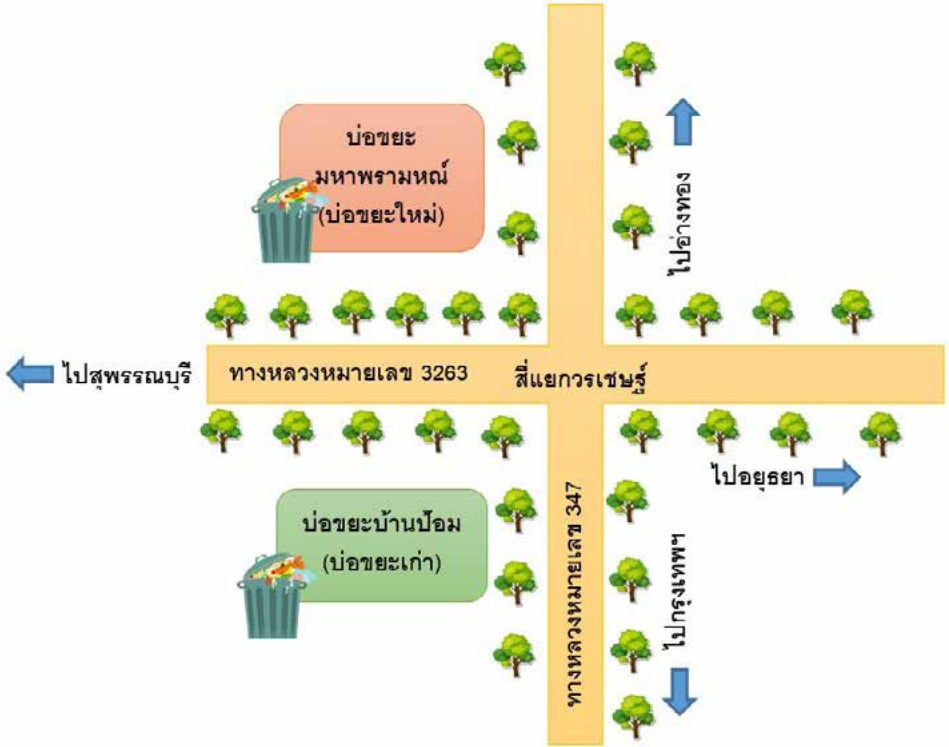 บ่อขยะ
มหาพรามหณ์
(บ่อขยะใหม่)
ไปอ่างทอง
ไปสุพรรณบุรี
ทางหลวงหมายเลข 3263
สี่แยกวรเชษฐ์
ไปอยุธยา
บ่อขยะบ้านป้อม
(บ่อขยะเก่า)
ทางหลวงหมายเลข 347
ไปกรุงเทพฯ